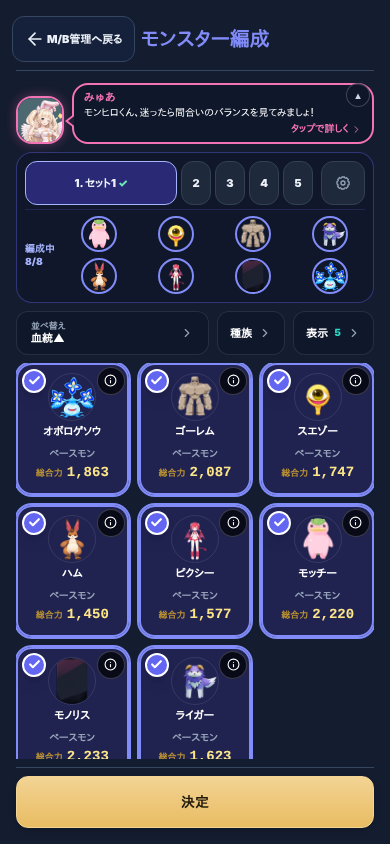 M/B管理へ戻る
モンスター編成
みゅあ
モンヒロくん、迷ったら間合いのバランスを見てみましょ!
タップで詳しく
1. セット1
2
3
4
5
編成中
8/8
並べ替え
血統▲
種族
表示 5
オボロゲソウ
ベースモン
総合力 1,863
ゴーレム
ベースモン
総合力 2,087
スエゾー
ベースモン
総合力 1,747
ハム
ベースモン
総合力 1,450
ピクシー
ベースモン
総合力 1,577
モッチー
ベースモン
総合力 2,220
モノリス
ベースモン
総合力 2,233
ライガー
ベースモン
総合力 1,623
決定